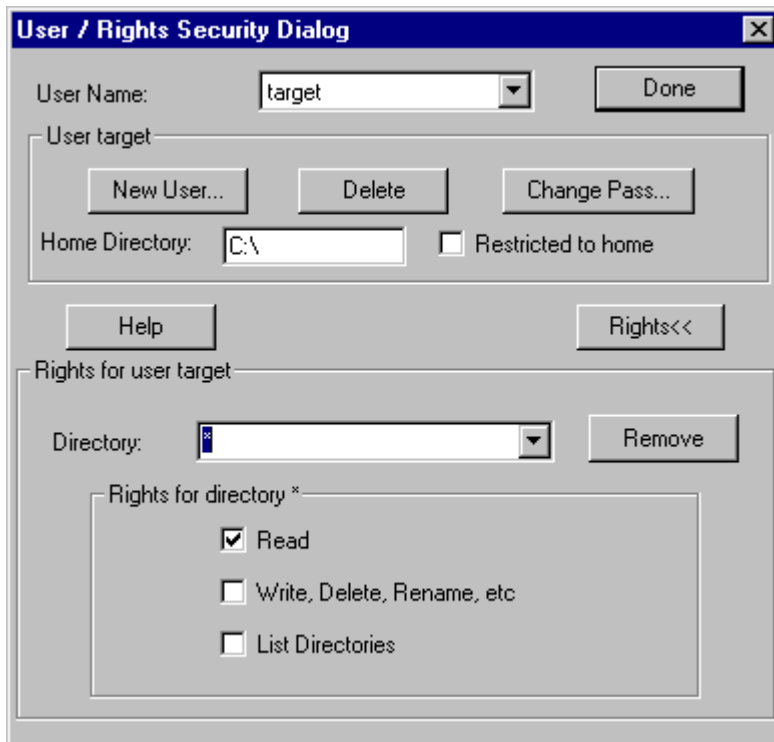 User / Rights Security Dialog
User Name: target Done
User target
New User... Delete Change Pass...
Home Directory: C:\ Restricted to home
Help Rights<<
Rights for user target
Directory: * Remove
Rights for directory *
Read
Write, Delete, Rename, etc
List Directories